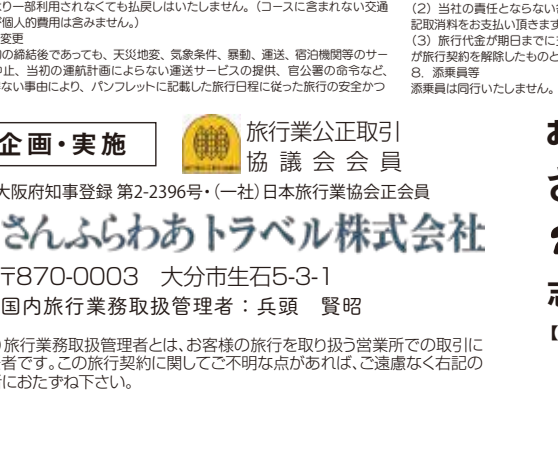 り一部利用されなくても払戻しはいたしません。(コースに含まれない交通
個人的費用は含みません。)
変更
の締結後であっても、天災地変、気象条件、暴動、運送、宿泊機関等のサー
中止、当初の運航計画によらない運送サービスの提供、官公署の命令など、
ない事由により、パンフレットに記載した旅行日程に従った旅行の安全かつ
(2)当社の責任とならない
記取消料をお支払い頂きます
(3)旅行代金が期日までに
が旅行契約を解除したものと
8.添乗員等
添乗員は同行いたしません。
企画・実施
旅行業公正取引
協議会会員
大阪府知事登録 第2-2396号・(一社)日本旅行業協会正会員
さんふらわあトラベル株式会社
〒870-0003 大分市生石5-3-1
国内旅行業務取扱管理者:兵頭 賢昭
旅行業務取扱管理者とは、お客様の旅行を取り扱う営業所での取引に
者です。この旅行契約に関してご不明な点があれば、ご遠慮なく右記の
におたずね下さい。